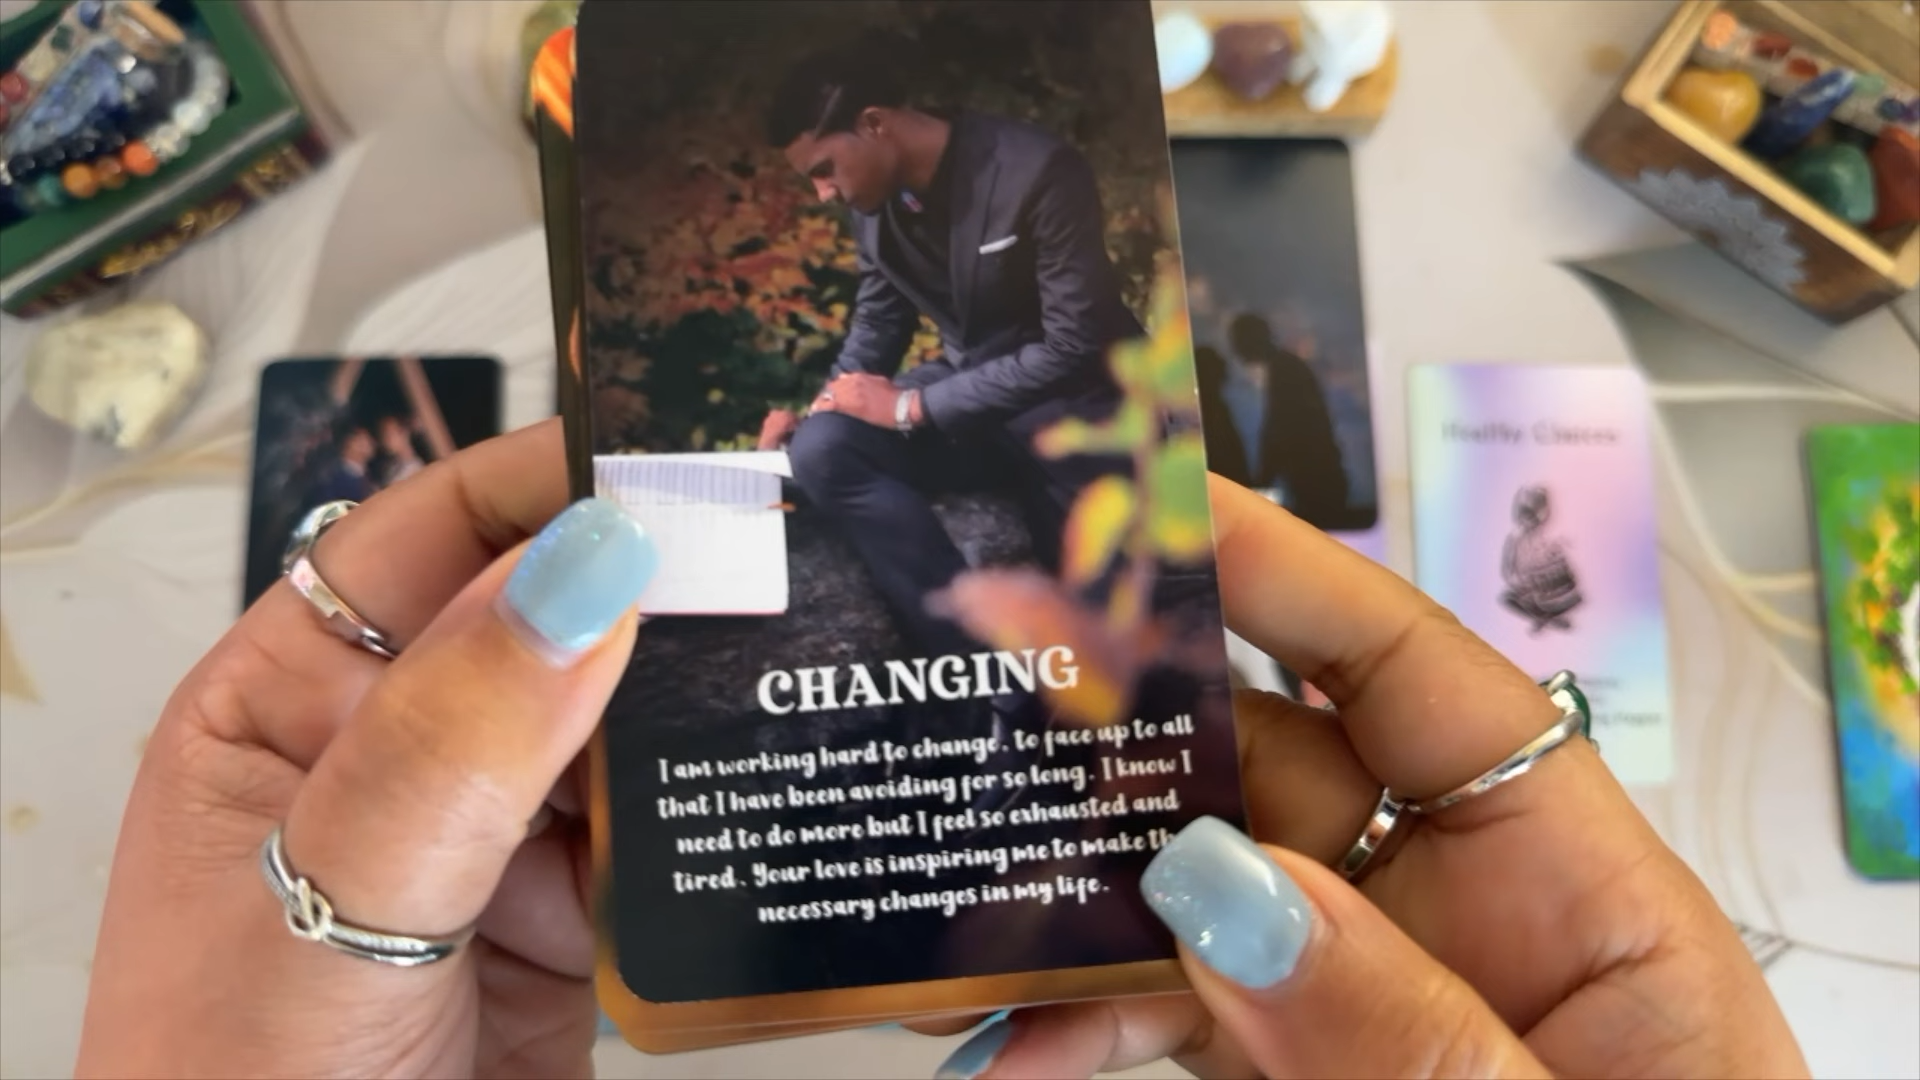 CHANGING
I am working hard to change. to face up to all
that I have been avoiding for so long. I know I
need to do more but I feel so exhausted and
tired. Your love is inspiring me to make
necessary changes in my life.
Healthy Choices